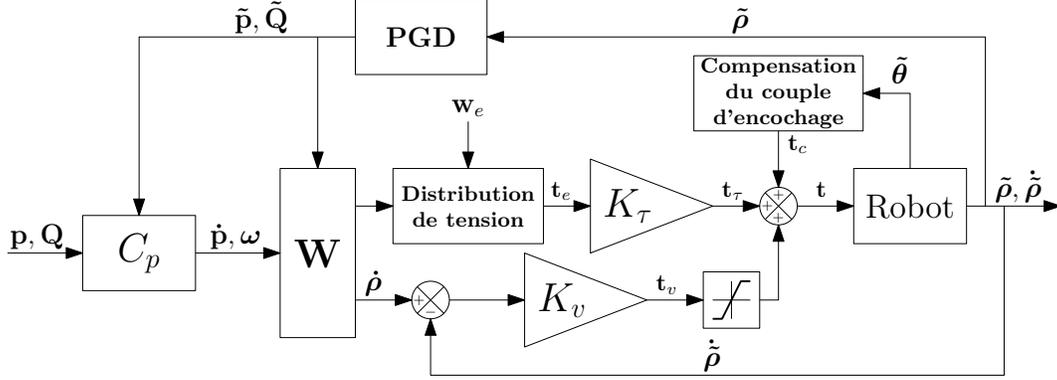 p̃, Q̃
PGD
ρ̃
Compensation
du couple
d'encochage
θ̃
w_e
t_c
Distribution
de tension
t_e
K_τ
t_τ
+
+
+
t
Robot
ρ̃, ρ̃̇
p, Q
C_p
ṗ, ω
W
ρ̇
+
−
K_v
t_v
ρ̃̇